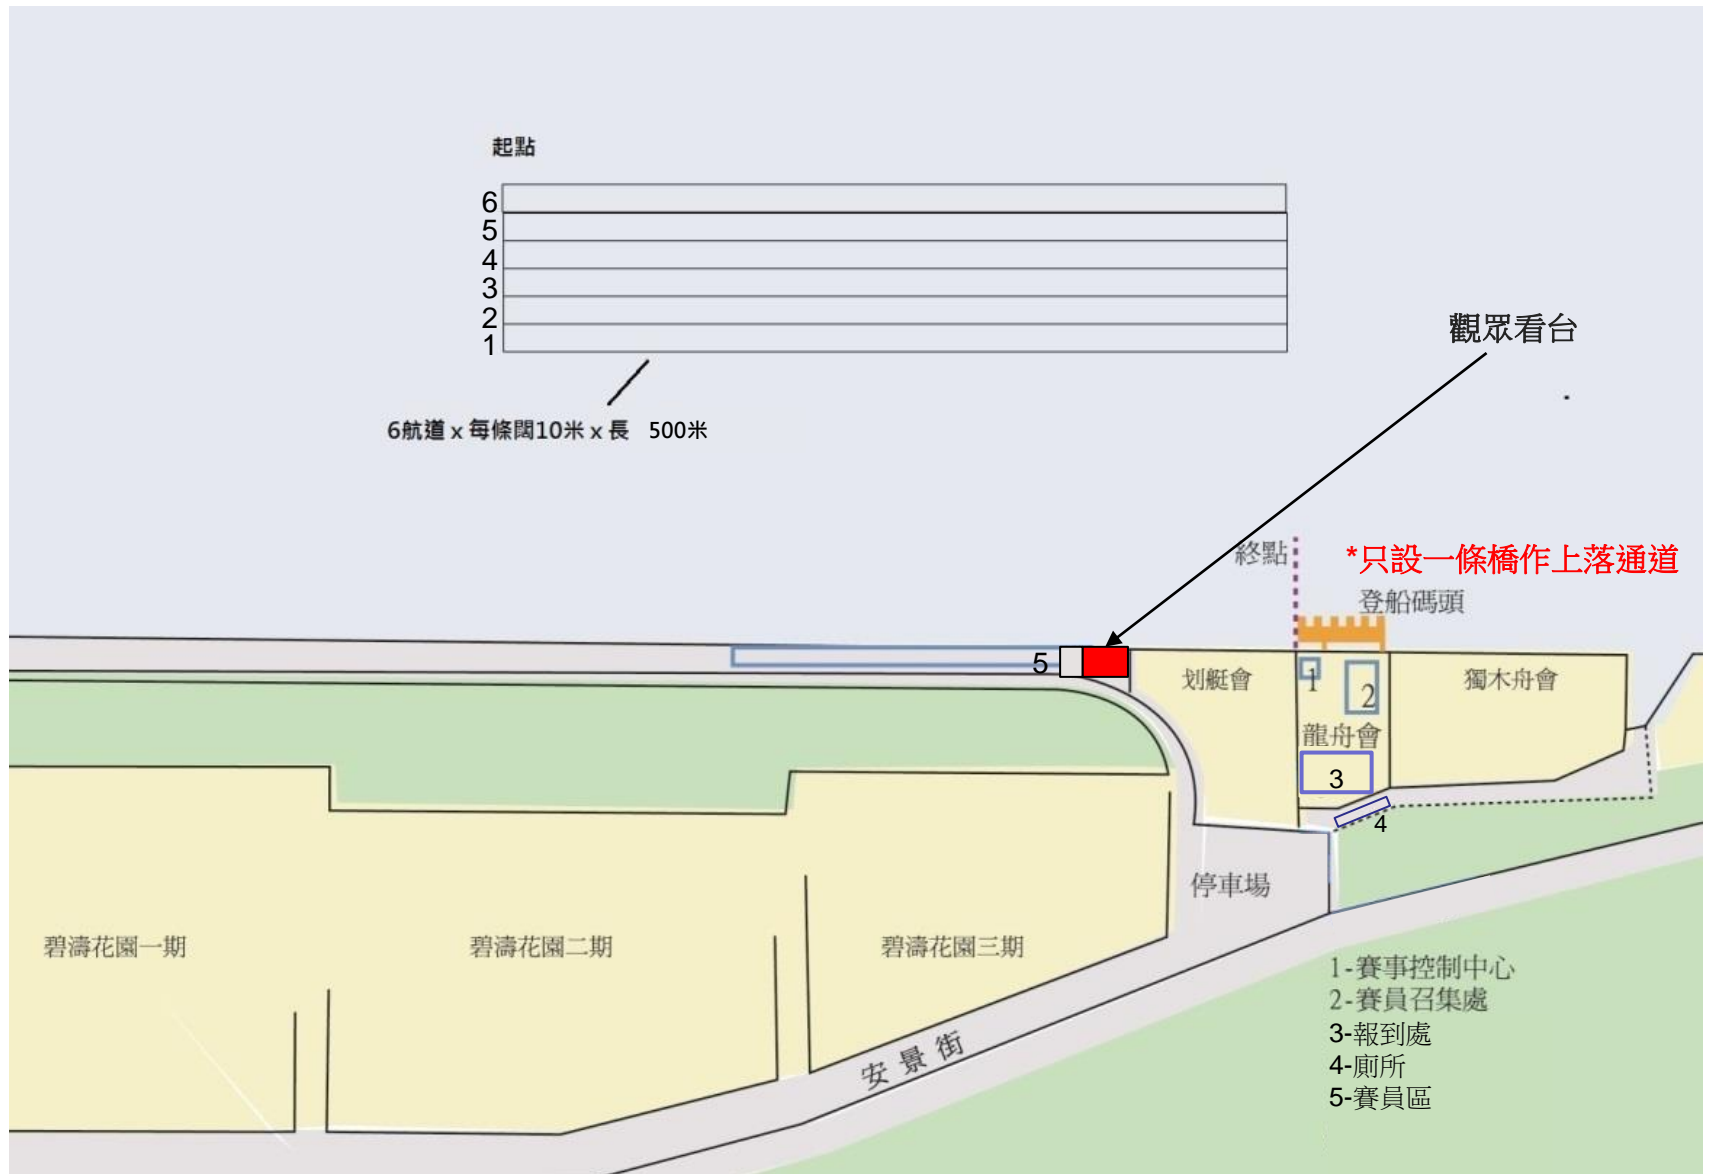 起點
6
5
4
3
2
1
6航道 x 每條闊10米 x 長 500米
觀眾看台
終點
*只設一條橋作上落通道
登船碼頭
5
划艇會
1
2
獨木舟會
龍舟會
3
4
停車場
碧濤花園一期
碧濤花園二期
碧濤花園三期
安景街
1-賽事控制中心
2-賽員召集處
3-報到處
4-廁所
5-賽員區